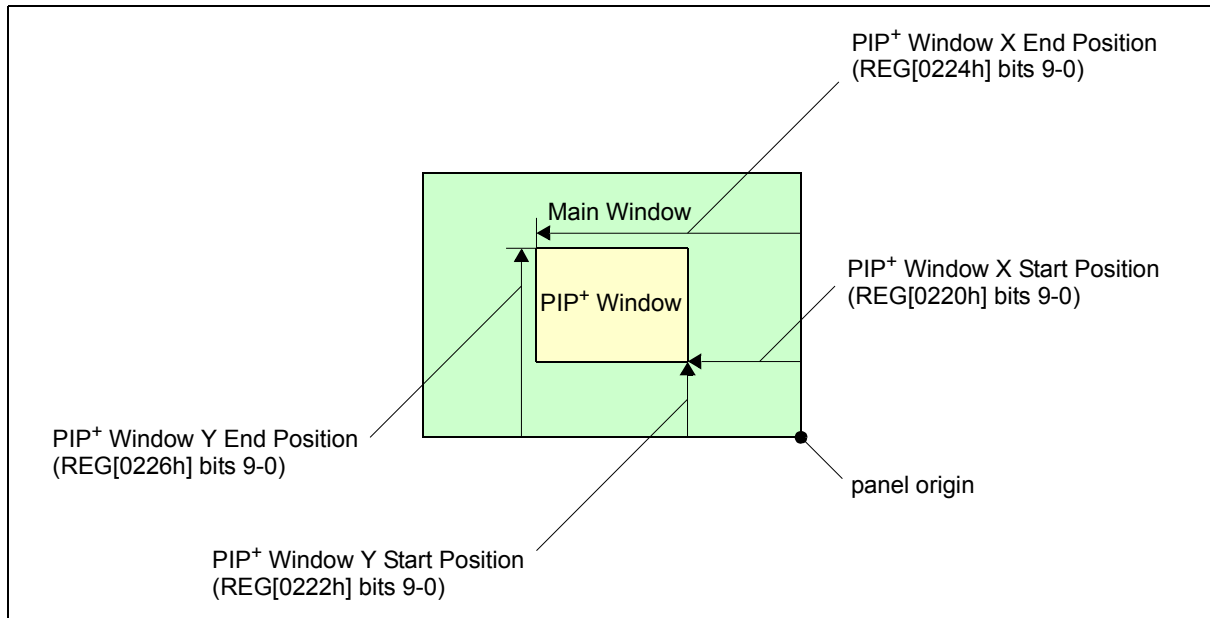 PIP+ Window X End Position
(REG[0224h] bits 9-0)
Main Window
PIP+ Window X Start Position
(REG[0220h] bits 9-0)
PIP+ Window
PIP+ Window Y End Position
(REG[0226h] bits 9-0)
panel origin
PIP+ Window Y Start Position
(REG[0222h] bits 9-0)